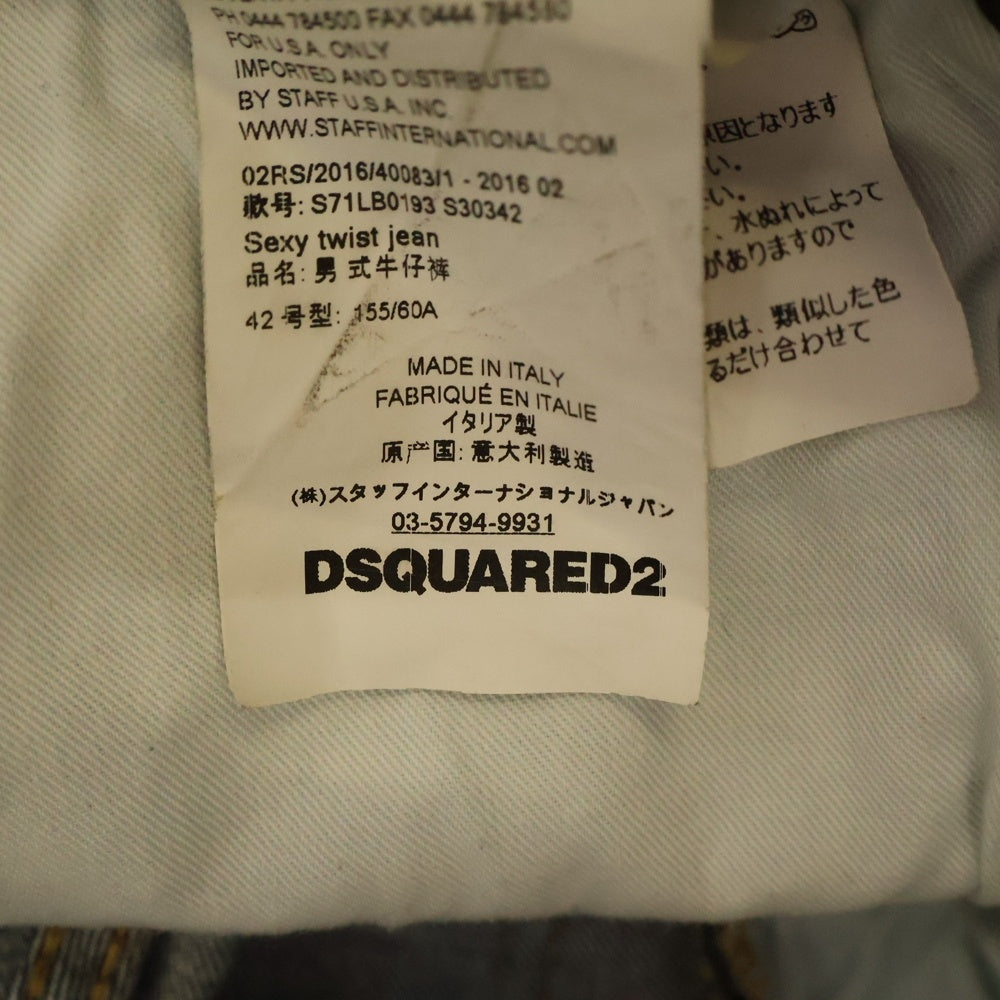 PH 0444 784500 FAX 0444 784530
FOR U.S.A. ONLY
IMPORTED AND DISTRIBUTED
BY STAFF U.S.A. INC.
WWW.STAFFINTERNATIONAL.COM
02RS/2016/40083/1 - 2016 02
款号: S71LB0193 S30342
Sexy twist jean
品名: 男式牛仔裤
42 号型: 155/60A
MADE IN ITALY
FABRIQUÉ EN ITALIE
イタリア製
原产国: 意大利製造
(株)スタッフインターナショナルジャパン
03-5794-9931
DSQUARED2
原因となります
い。
い。
、水ぬれによって
がありますので
類は、類似した色
るだけ合わせて